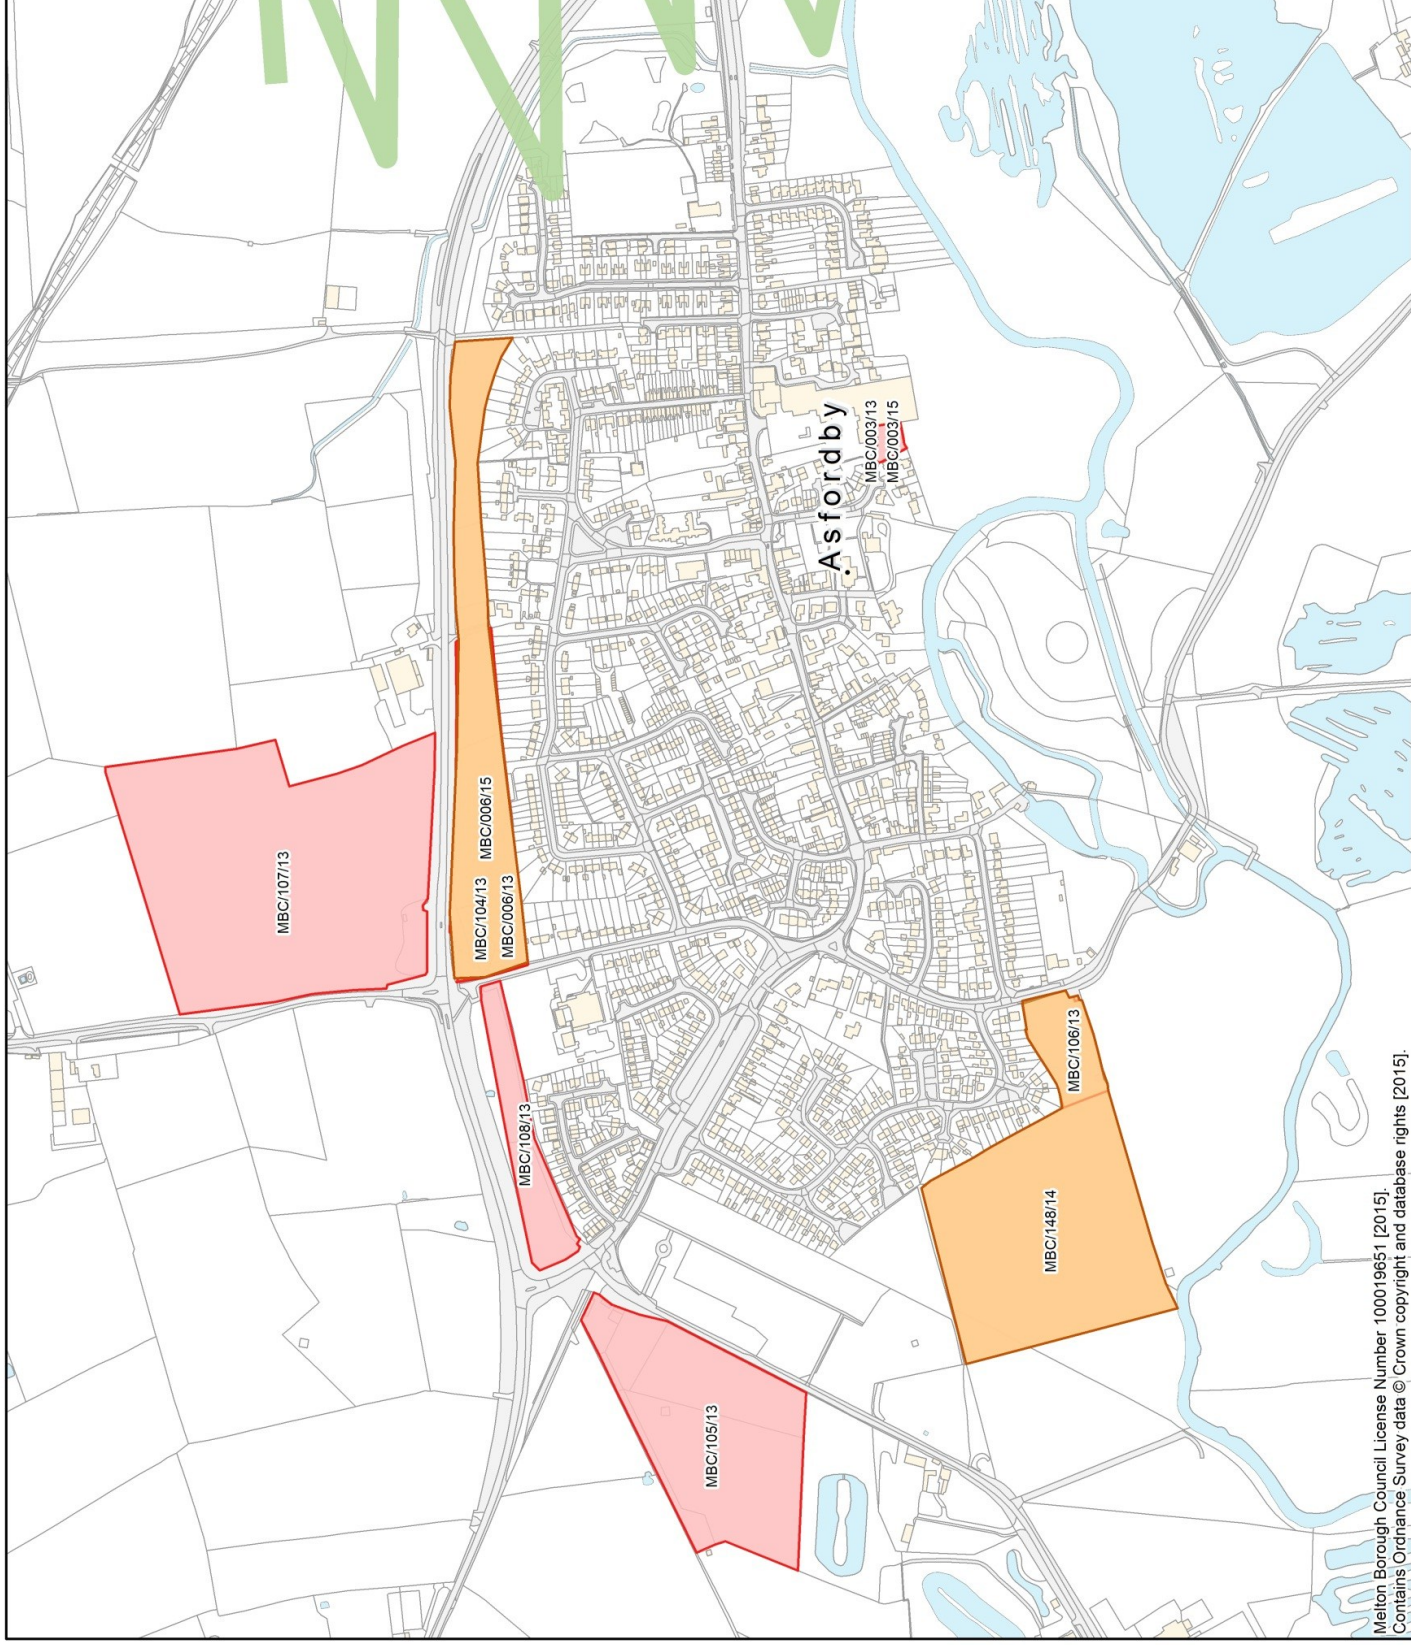 MBC/107/13
MBC/006/15
MBC/104/13
MBC/006/13
MBC/108/13
MBC/105/13
Asfordby
MBC/003/13
MBC/003/15
MBC/106/13
MBC/148/14
Melton Borough Council License Number 100019651 [2015].
Contains Ordnance Survey data © Crown copyright and database rights [2015].